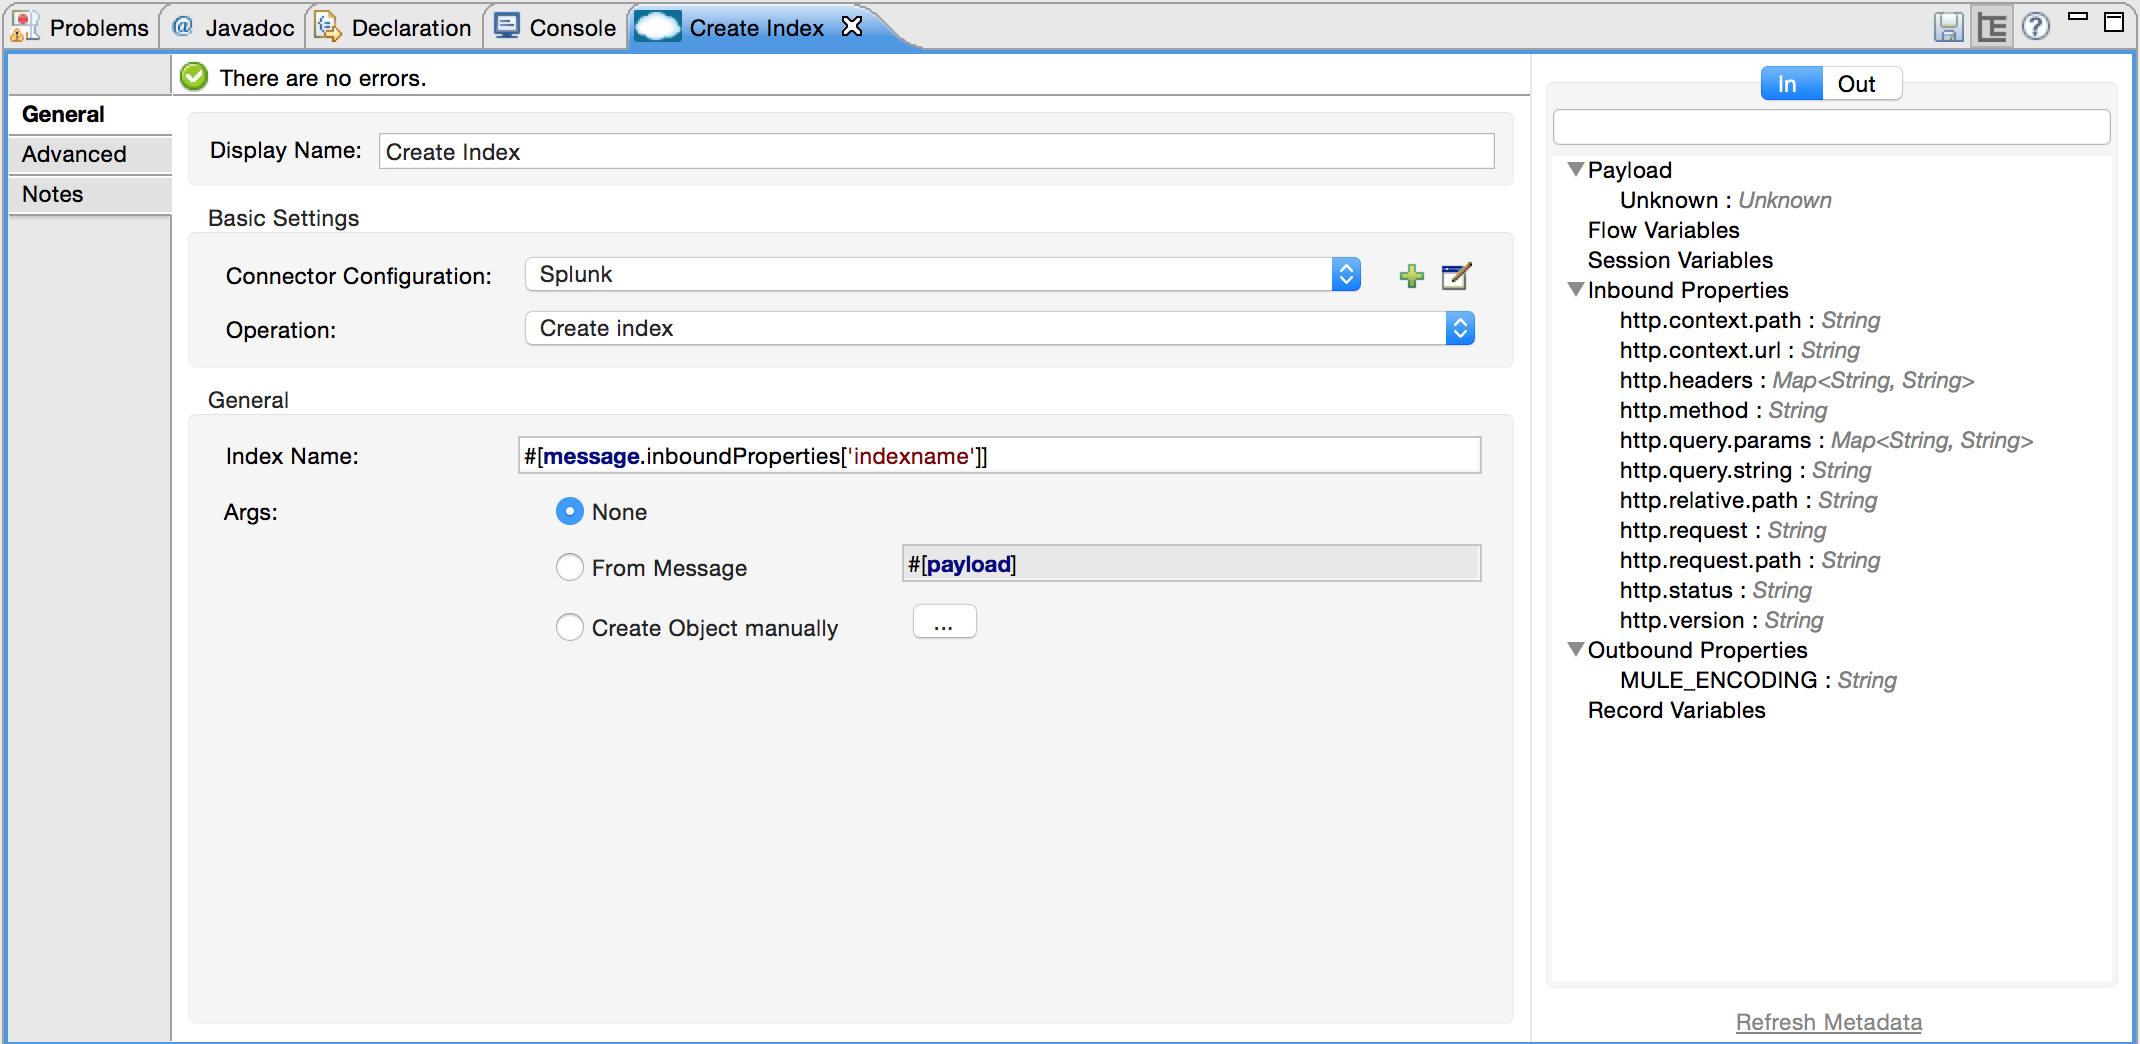 Problems
Javadoc
Declaration
Console
Create Index
There are no errors.
General
Advanced
Notes
Display Name: Create Index
Basic Settings
Connector Configuration: Splunk
Operation: Create index
General
Index Name: #[message.inboundProperties['indexname']]
Args: None
From Message #[payload]
Create Object manually ...
In Out
Payload
Unknown : Unknown
Flow Variables
Session Variables
Inbound Properties
http.context.path : String
http.context.url : String
http.headers : Map<String, String>
http.method : String
http.query.params : Map<String, String>
http.query.string : String
http.relative.path : String
http.request : String
http.request.path : String
http.status : String
http.version : String
Outbound Properties
MULE_ENCODING : String
Record Variables
Refresh Metadata